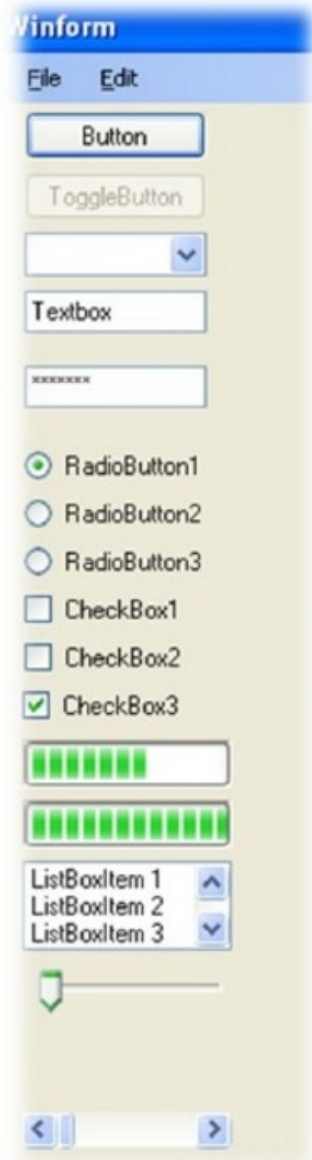 Winform
File Edit
Button
ToggleButton
Textbox
×××××××
RadioButton1
RadioButton2
RadioButton3
CheckBox1
CheckBox2
CheckBox3
ListBoxItem 1
ListBoxItem 2
ListBoxItem 3